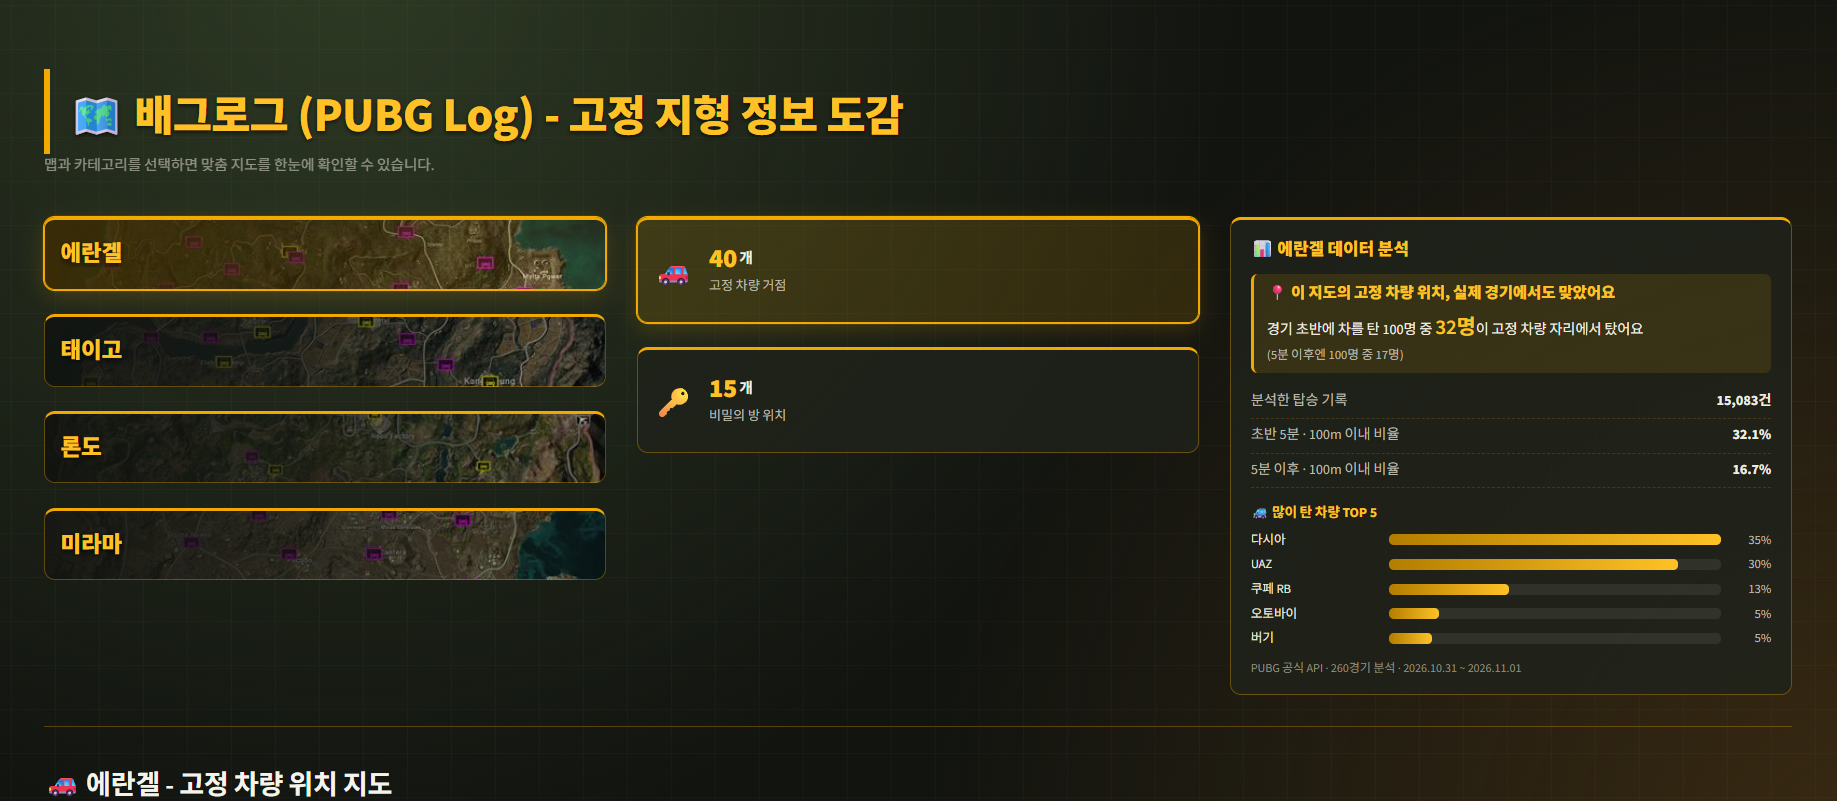 배그로그 (PUBG Log) - 고정 지형 정보 도감
맵과 카테고리를 선택하면 맞춤 지도를 한눈에 확인할 수 있습니다.
에란겔
Mylta Power
태이고
론도
미라마
40개
고정 차량 거점
15개
비밀의 방 위치
에란겔 데이터 분석
이 지도의 고정 차량 위치, 실제 경기에서도 맞았어요
경기 초반에 차를 탄 100명 중 32명이 고정 차량 자리에서 탔어요
(5분 이후엔 100명 중 17명)
분석한 탑승 기록 15,083건
초반 5분 · 100m 이내 비율 32.1%
5분 이후 · 100m 이내 비율 16.7%
많이 탄 차량 TOP 5
다시아 35%
UAZ 30%
쿠페 RB 13%
오토바이 5%
버기 5%
PUBG 공식 API · 260경기 분석 · 2026.10.31 ~ 2026.11.01
에란겔 - 고정 차량 위치 지도